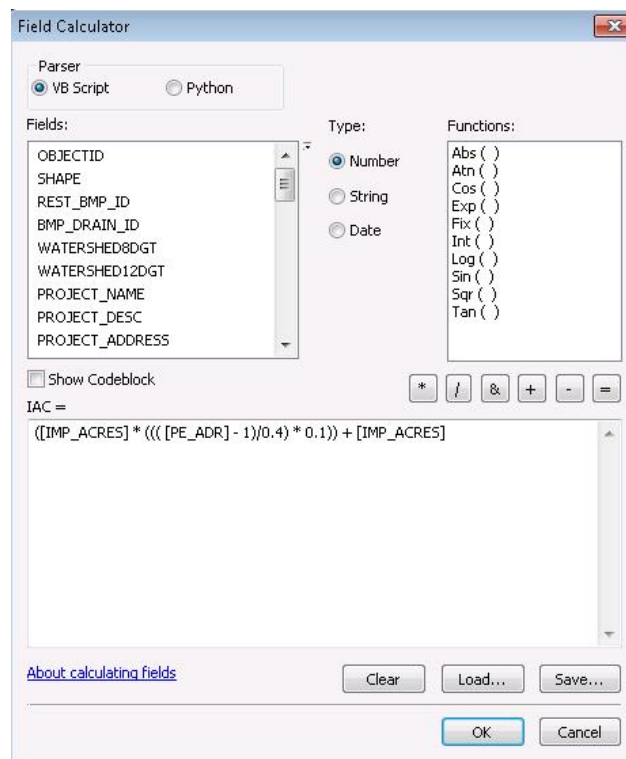 Field Calculator
Parser
VB Script Python
Fields:
OBJECTID
SHAPE
REST_BMP_ID
BMP_DRAIN_ID
WATERSHED8DGT
WATERSHED12DGT
PROJECT_NAME
PROJECT_DESC
PROJECT_ADDRESS
Type:
Number
String
Date
Functions:
Abs ( )
Atn ( )
Cos ( )
Exp ( )
Fix ( )
Int ( )
Log ( )
Sin ( )
Sqr ( )
Tan ( )
Show Codeblock
* / & + - =
IAC =
([IMP_ACRES] * ((( [PE_ADR] - 1)/0.4) * 0.1)) + [IMP_ACRES]
About calculating fields
Clear Load... Save...
OK Cancel